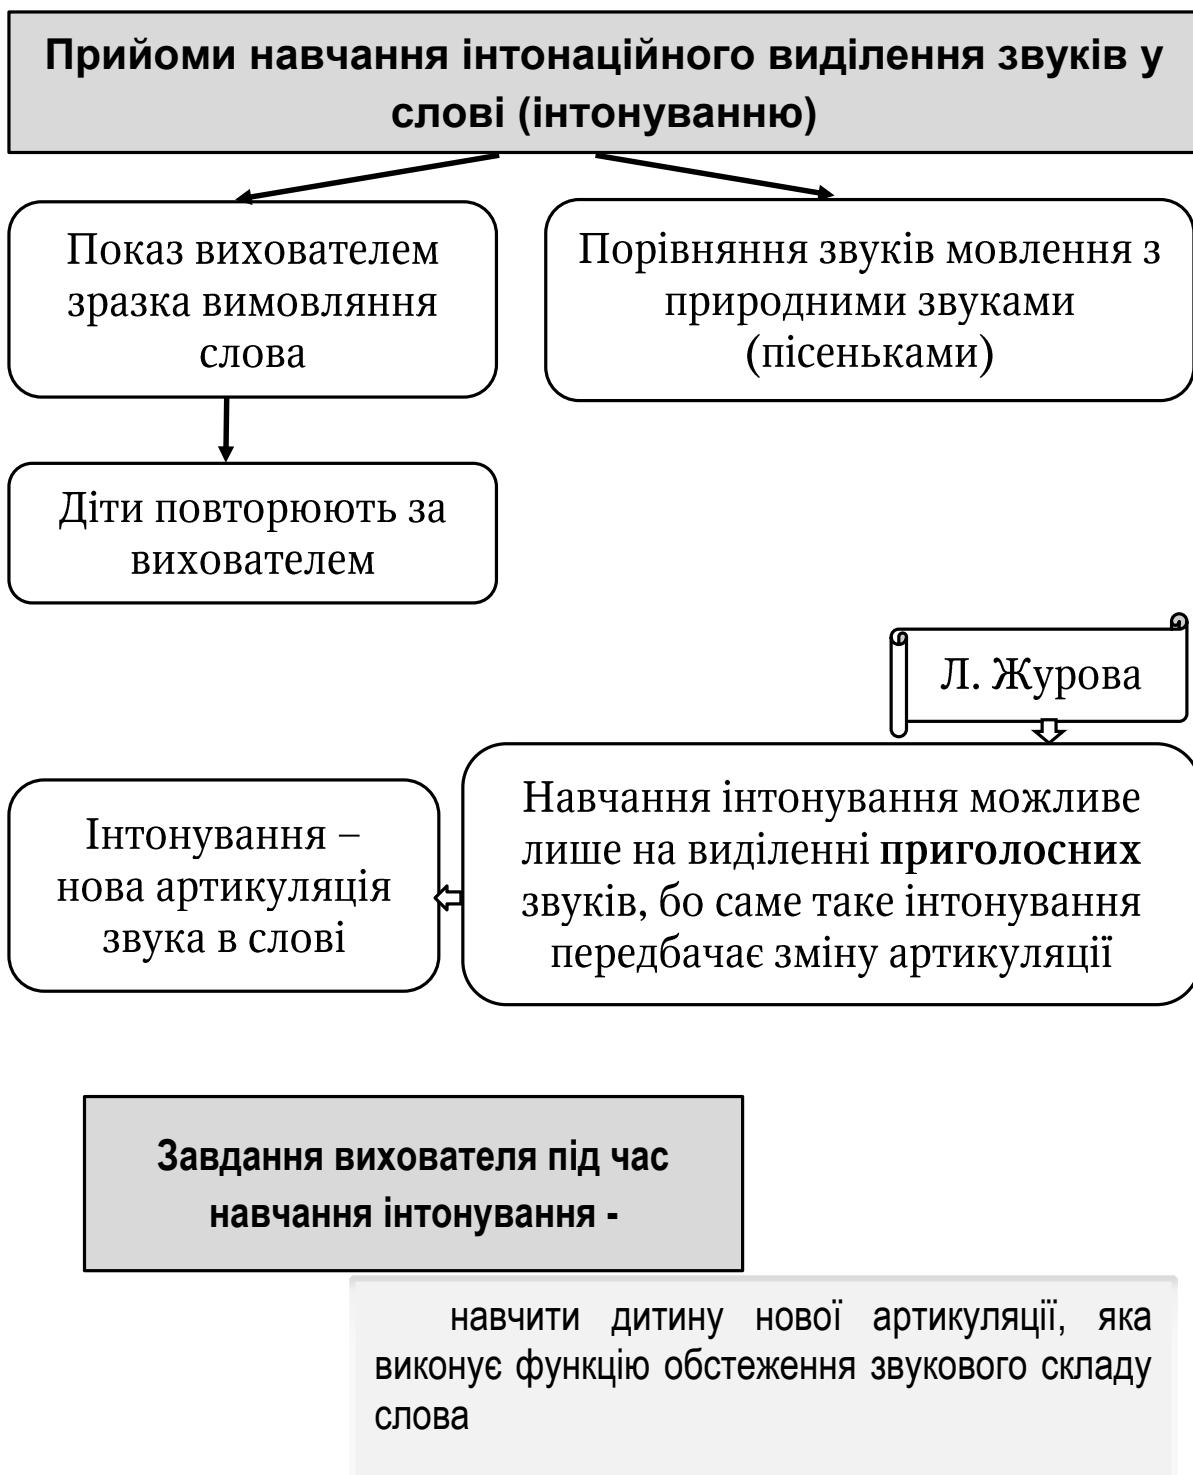 Прийоми навчання інтонаційного виділення звуків у
слові (інтонуванню)
Показ вихователем
зразка вимовляння
слова
Порівняння звуків мовлення з
природними звуками
(пісеньками)
Діти повторюють за
вихователем
Л. Журова
Навчання інтонування можливе
лише на виділенні приголосних
звуків, бо саме таке інтонування
передбачає зміну артикуляції
Інтонування –
нова артикуляція
звука в слові
Завдання вихователя під час
навчання інтонування -
навчити дитину нової артикуляції, яка
виконує функцію обстеження звукового складу
слова